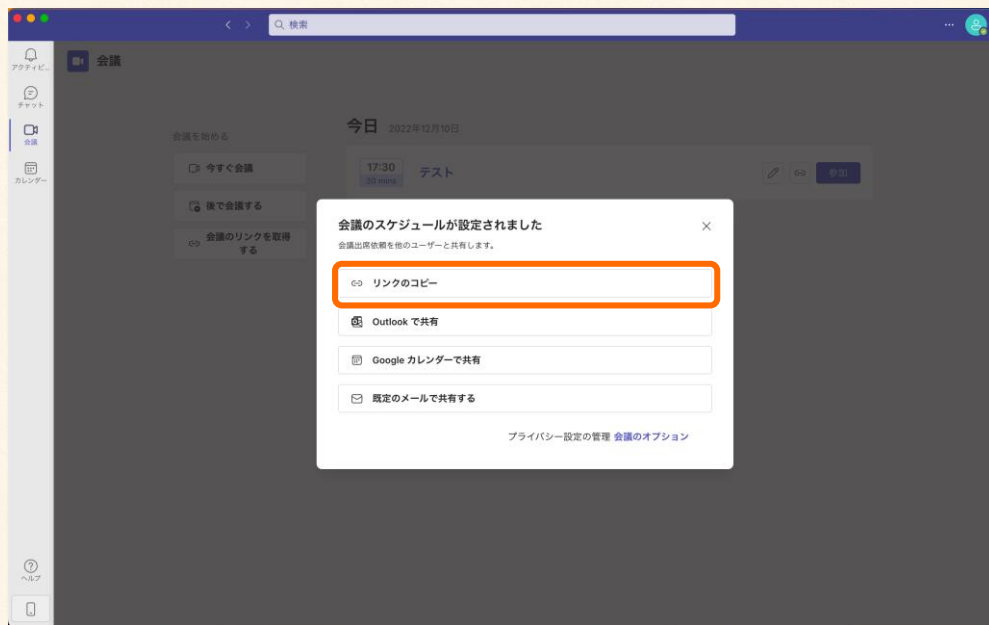 検索
…
アクティビ...
チャット
会議
カレンダー
ヘルプ
会議
会議を始める
今すぐ会議
後で会議する
会議のリンクを取得
する
今日 2022年12月10日
17:30
30 mins
テスト
参加
会議のスケジュールが設定されました
会議出席依頼を他のユーザーと共有します。
リンクのコピー
Outlook で共有
Google カレンダーで共有
既定のメールで共有する
プライバシー設定の管理 会議のオプション